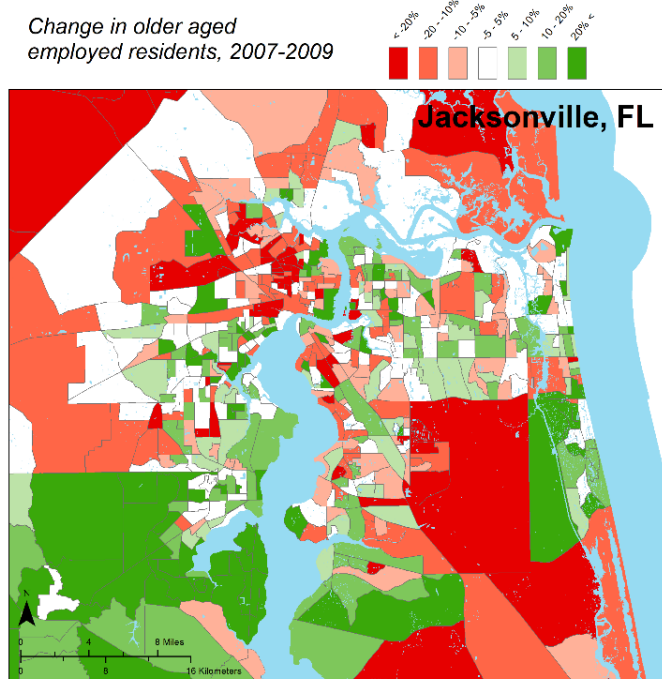 Change in older aged
employed residents, 2007-2009
< -20%
-20 - -10%
-10 - -5%
-5 - 5%
5 - 10%
10 - 20%
20% <
Jacksonville, FL
N
0 4 8 Miles
0 8 16 Kilometers